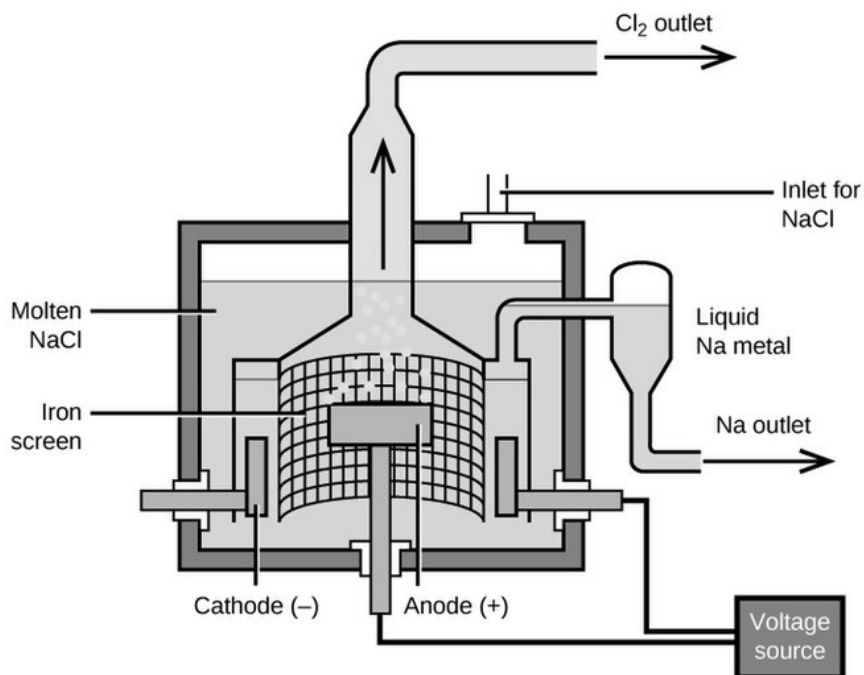 Cl₂ outlet
Inlet for
NaCl
Molten
NaCl
Liquid
Na metal
Iron
screen
Na outlet
Cathode (–)
Anode (+)
Voltage
source